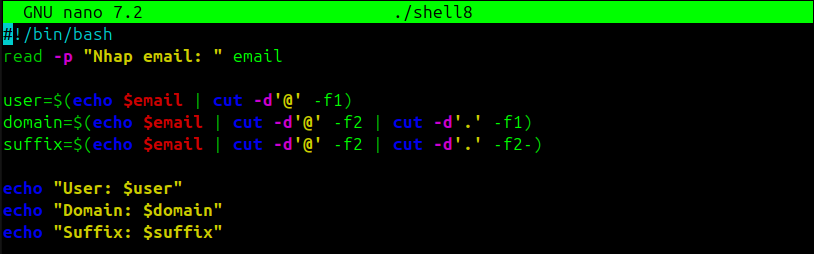 GNU nano 7.2 ./shell8
#!/bin/bash
read -p "Nhap email: " email
user=$(echo $email | cut -d'@' -f1)
domain=$(echo $email | cut -d'@' -f2 | cut -d'.' -f1)
suffix=$(echo $email | cut -d'@' -f2 | cut -d'.' -f2-)
echo "User: $user"
echo "Domain: $domain"
echo "Suffix: $suffix"